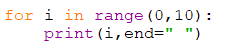 for i in range(0,10):
    print(i,end=" ")